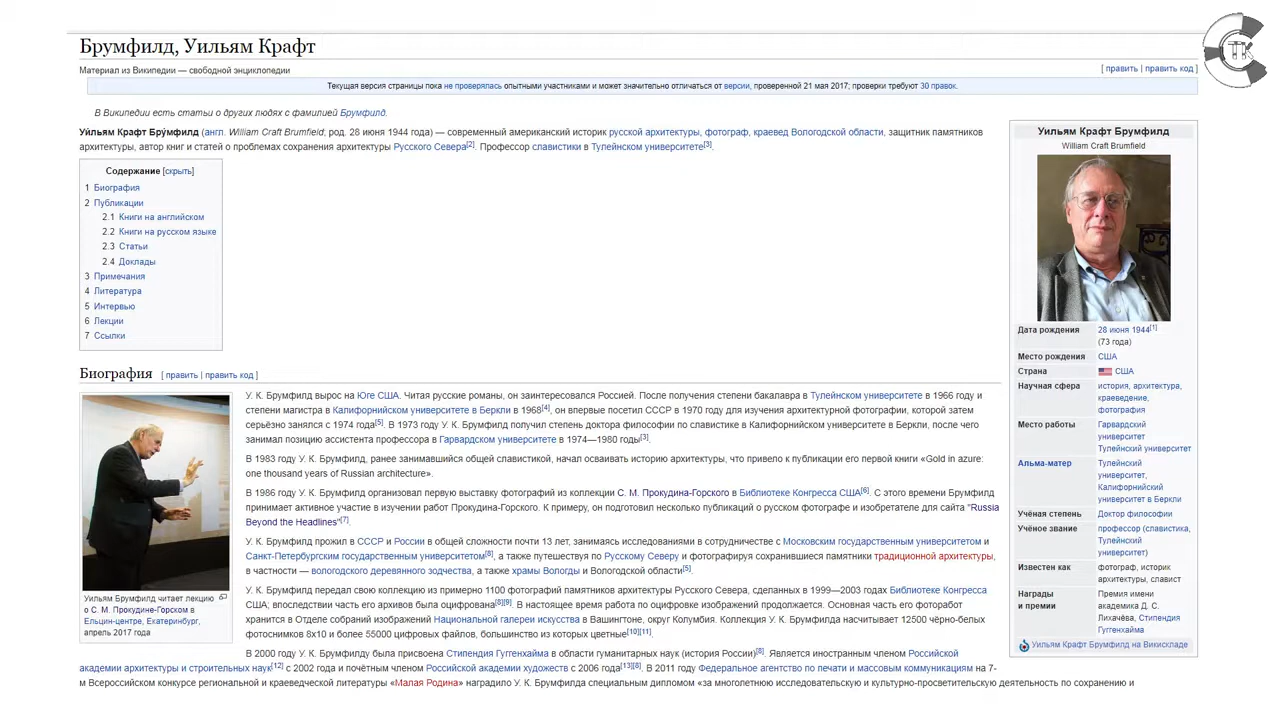 Брумфилд, Уильям Крафт
Материал из Википедии — свободной энциклопедии
[ править | править код ]
Текущая версия страницы пока не проверялась опытными участниками и может значительно отличаться от версии, проверенной 21 мая 2017; проверки требуют 30 правок.
В Википедии есть статьи о других людях с фамилией Брумфилд.
Уи́льям Крафт Бру́мфилд (англ. William Craft Brumfield; род. 28 июня 1944 года) — современный американский историк русской архитектуры, фотограф, краевед Вологодской области, защитник памятников
архитектуры, автор книг и статей о проблемах сохранения архитектуры Русского Севера[2]. Профессор славистики в Тулейнском университете[3].
Содержание [скрыть]
1 Биография
2 Публикации
2.1 Книги на английском
2.2 Книги на русском языке
2.3 Статьи
2.4 Доклады
3 Примечания
4 Литература
5 Интервью
6 Лекции
7 Ссылки
Биография [ править | править код ]
У. К. Брумфилд вырос на Юге США. Читая русские романы, он заинтересовался Россией. После получения степени бакалавра в Тулейнском университете в 1966 году и
степени магистра в Калифорнийском университете в Беркли в 1968[4], он впервые посетил СССР в 1970 году для изучения архитектурной фотографии, которой затем
серьёзно занялся с 1974 года[5]. В 1973 году У. К. Брумфилд получил степень доктора философии по славистике в Калифорнийском университете в Беркли, после чего
занимал позицию ассистента профессора в Гарвардском университете в 1974—1980 годы[3].
В 1983 году У. К. Брумфилд, ранее занимавшийся общей славистикой, начал осваивать историю архитектуры, что привело к публикации его первой книги «Gold in azure:
one thousand years of Russian architecture».
В 1986 году У. К. Брумфилд организовал первую выставку фотографий из коллекции С. М. Прокудина-Горского в Библиотеке Конгресса США[6]. С этого времени Брумфилд
принимает активное участие в изучении работ Прокудина-Горского. К примеру, он подготовил несколько публикаций о русском фотографе и изобретателе для сайта "Russia
Beyond the Headlines"[7].
У. К. Брумфилд прожил в СССР и России в общей сложности почти 13 лет, занимаясь исследованиями в сотрудничестве с Московским государственным университетом и
Санкт-Петербургским государственным университетом[8], а также путешествуя по Русскому Северу и фотографируя сохранившиеся памятники традиционной архитектуры,
в частности — вологодского деревянного зодчества, а также храмы Вологды и Вологодской области[5].
У. К. Брумфилд передал свою коллекцию из примерно 1100 фотографий памятников архитектуры Русского Севера, сделанных в 1999—2003 годах Библиотеке Конгресса
США; впоследствии часть его архивов была оцифрована[8][9]. В настоящее время работа по оцифровке изображений продолжается. Основная часть его фоторабот
хранится в Отделе собраний изображений Национальной галереи искусства в Вашингтоне, округ Колумбия. Коллекция У. К. Брумфилда насчитывает 12500 чёрно-белых
фотоснимков 8х10 и более 55000 цифровых файлов, большинство из которых цветные[10][11].
В 2000 году У. К. Брумфилду была присвоена Стипендия Гуггенхайма в области гуманитарных наук (история России)[8]. Является иностранным членом Российской
академии архитектуры и строительных наук[12] с 2002 года и почётным членом Российской академии художеств с 2006 года[13][8]. В 2011 году Федеральное агентство по печати и массовым коммуникациям на 7-
м Всероссийском конкурсе региональной и краеведческой литературы «Малая Родина» наградило У. К. Брумфилда специальным дипломом «за многолетнюю исследовательскую и культурно-просветительскую деятельность по сохранению и
Уильям Брумфилд читает лекцию
о С. М. Прокудине-Горском в
Ельцин-центре, Екатеринбург,
апрель 2017 года
Уильям Крафт Брумфилд
William Craft Brumfield
Дата рождения 28 июня 1944[1]
(73 года)
Место рождения США
Страна США
Научная сфера история, архитектура,
краеведение,
фотография
Место работы Гарвардский
университет
Тулейнский университет
Альма-матер Тулейнский
университет,
Калифорнийский
университет в Беркли
Учёная степень Доктор философии
Учёное звание профессор (славистика,
Тулейнский
университет)
Известен как фотограф, историк
архитектуры, славист
Награды Премия имени
и премии академика Д. С.
Лихачёва, Стипендия
Гуггенхайма
Уильям Крафт Брумфилд на Викискладе
ТК